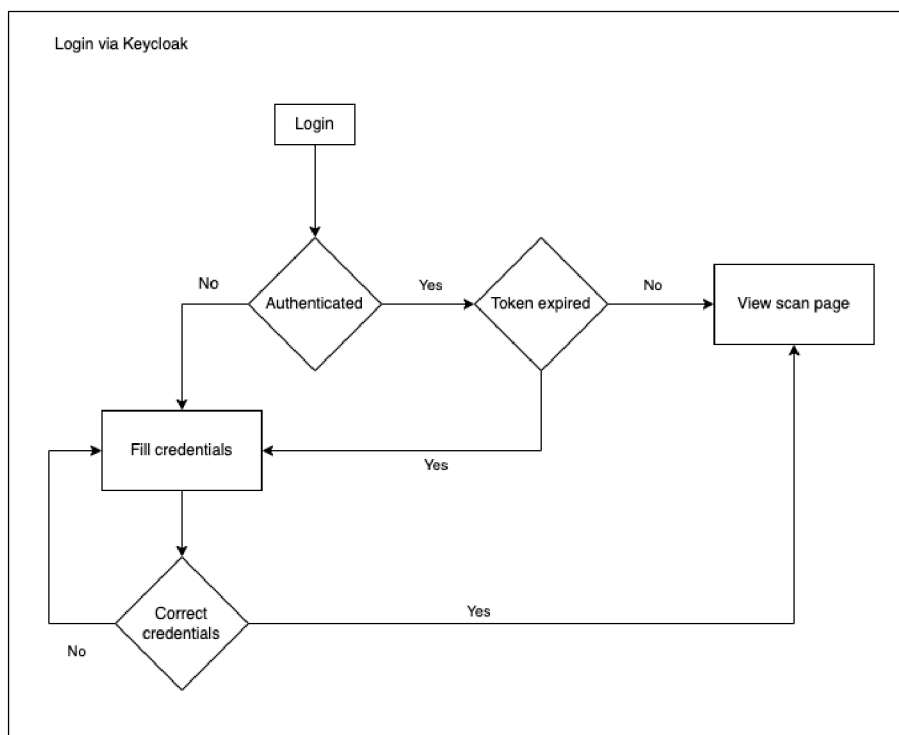 Login via Keycloak
Login
No
Authenticated
Yes
Token expired
No
View scan page
Fill credentials
Yes
Correct
credentials
Yes
No